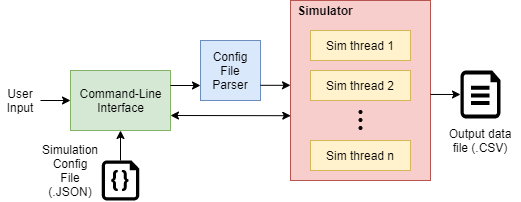 Simulator
Sim thread 1
Config
File
Parser
Sim thread 2
User
Input
Command-Line
Interface
Simulation
Config
File
(.JSON)
{}
Sim thread n
Output data
file (.CSV)